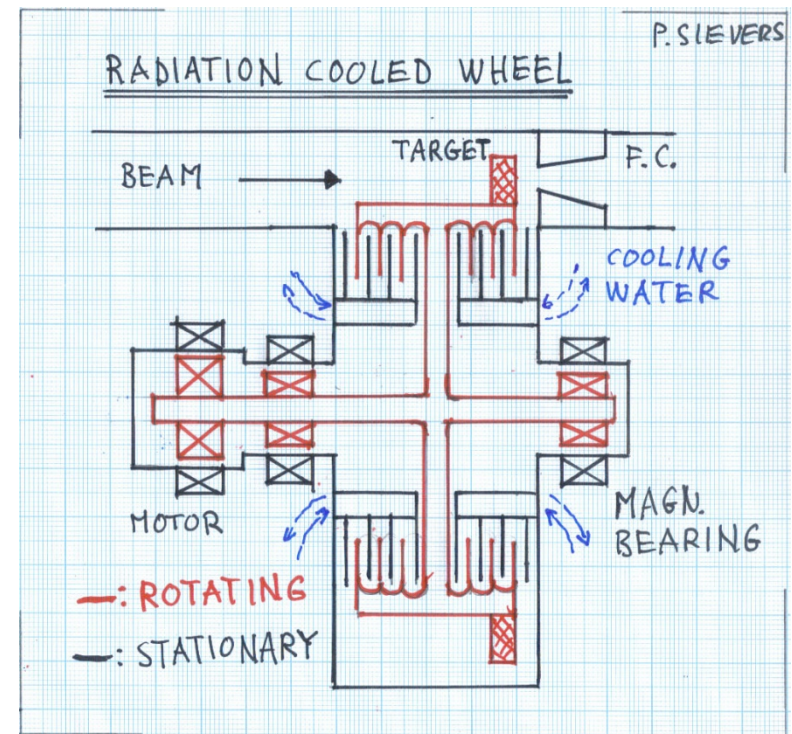 P.SIEVERS
RADIATION COOLED WHEEL
TARGET
F.C.
BEAM
COOLING
WATER
MOTOR
MAGN.
BEARING
—: ROTATING
—: STATIONARY